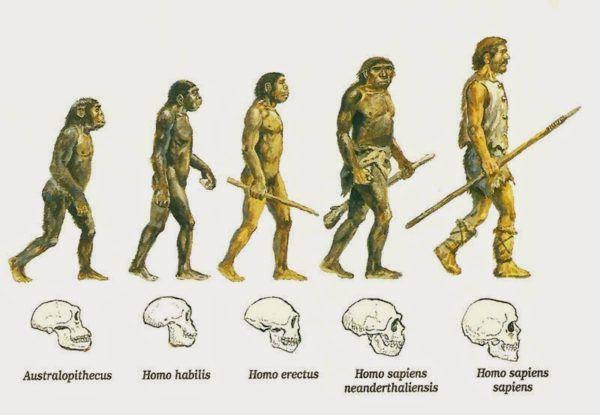 Australopithecus
Homo habilis
Homo erectus
Homo sapiens
neanderthaliensis
Homo sapiens
sapiens